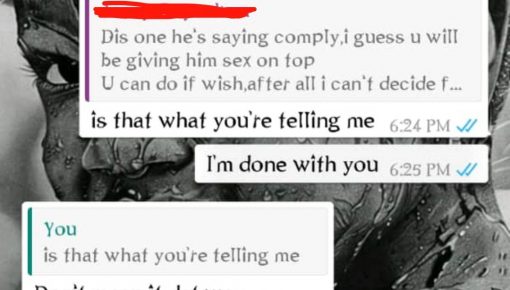 Dis one he's saying comply,i guess u will
be giving him sex on top
U can do if wish,after all i can't decide f...
is that what you're telling me 6:24 PM
I'm done with you 6:25 PM
You
is that what you're telling me